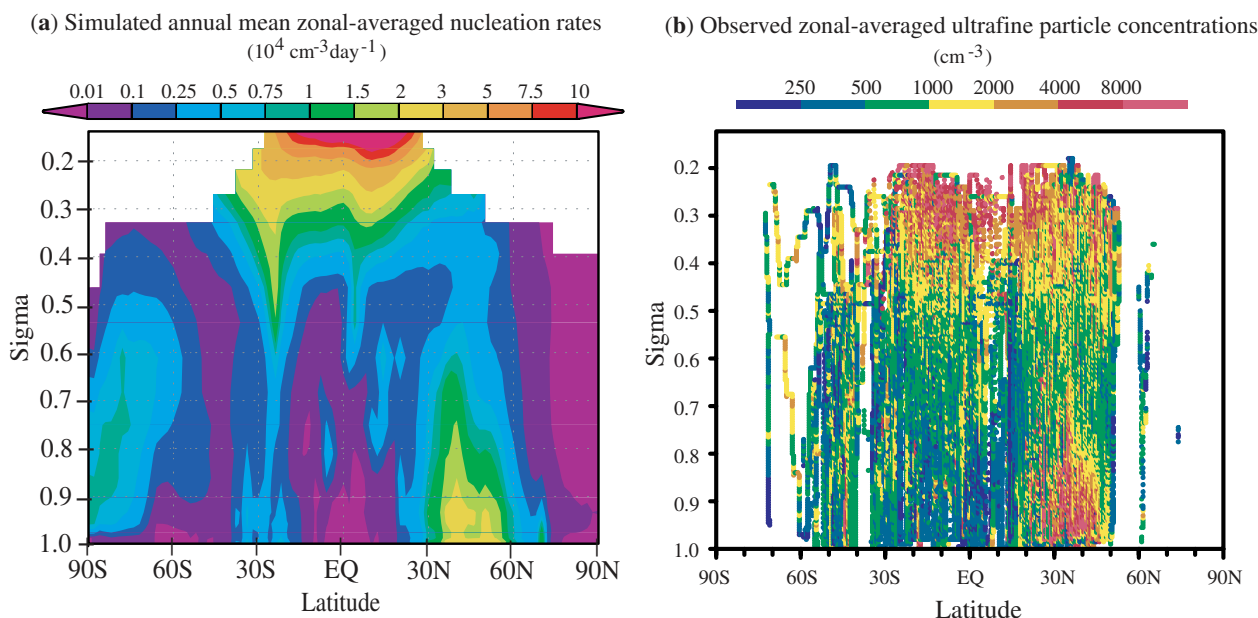 (a) Simulated annual mean zonal-averaged nucleation rates
(10⁴ cm⁻³day⁻¹)
0.01 0.1 0.25 0.5 0.75 1 1.5 2 3 5 7.5 10
Sigma
0.2
0.3
0.4
0.5
0.6
0.7
0.8
0.9
1.0
90S 60S 30S EQ 30N 60N 90N
Latitude
(b) Observed zonal-averaged ultrafine particle concentrations
(cm⁻³)
250 500 1000 2000 4000 8000
Sigma
0.2
0.3
0.4
0.5
0.6
0.7
0.8
0.9
1.0
90S 60S 30S EQ 30N 60N 90N
Latitude